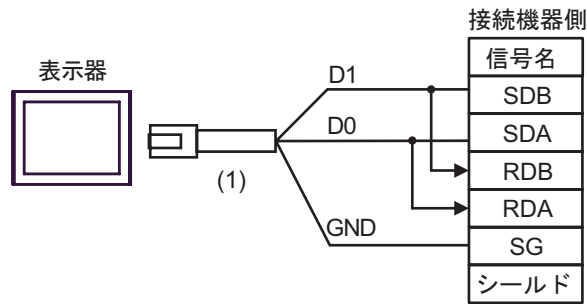 接続機器側
表示器
信号名
D1
SDB
D0
SDA
(1)
RDB
RDA
GND
SG
シールド